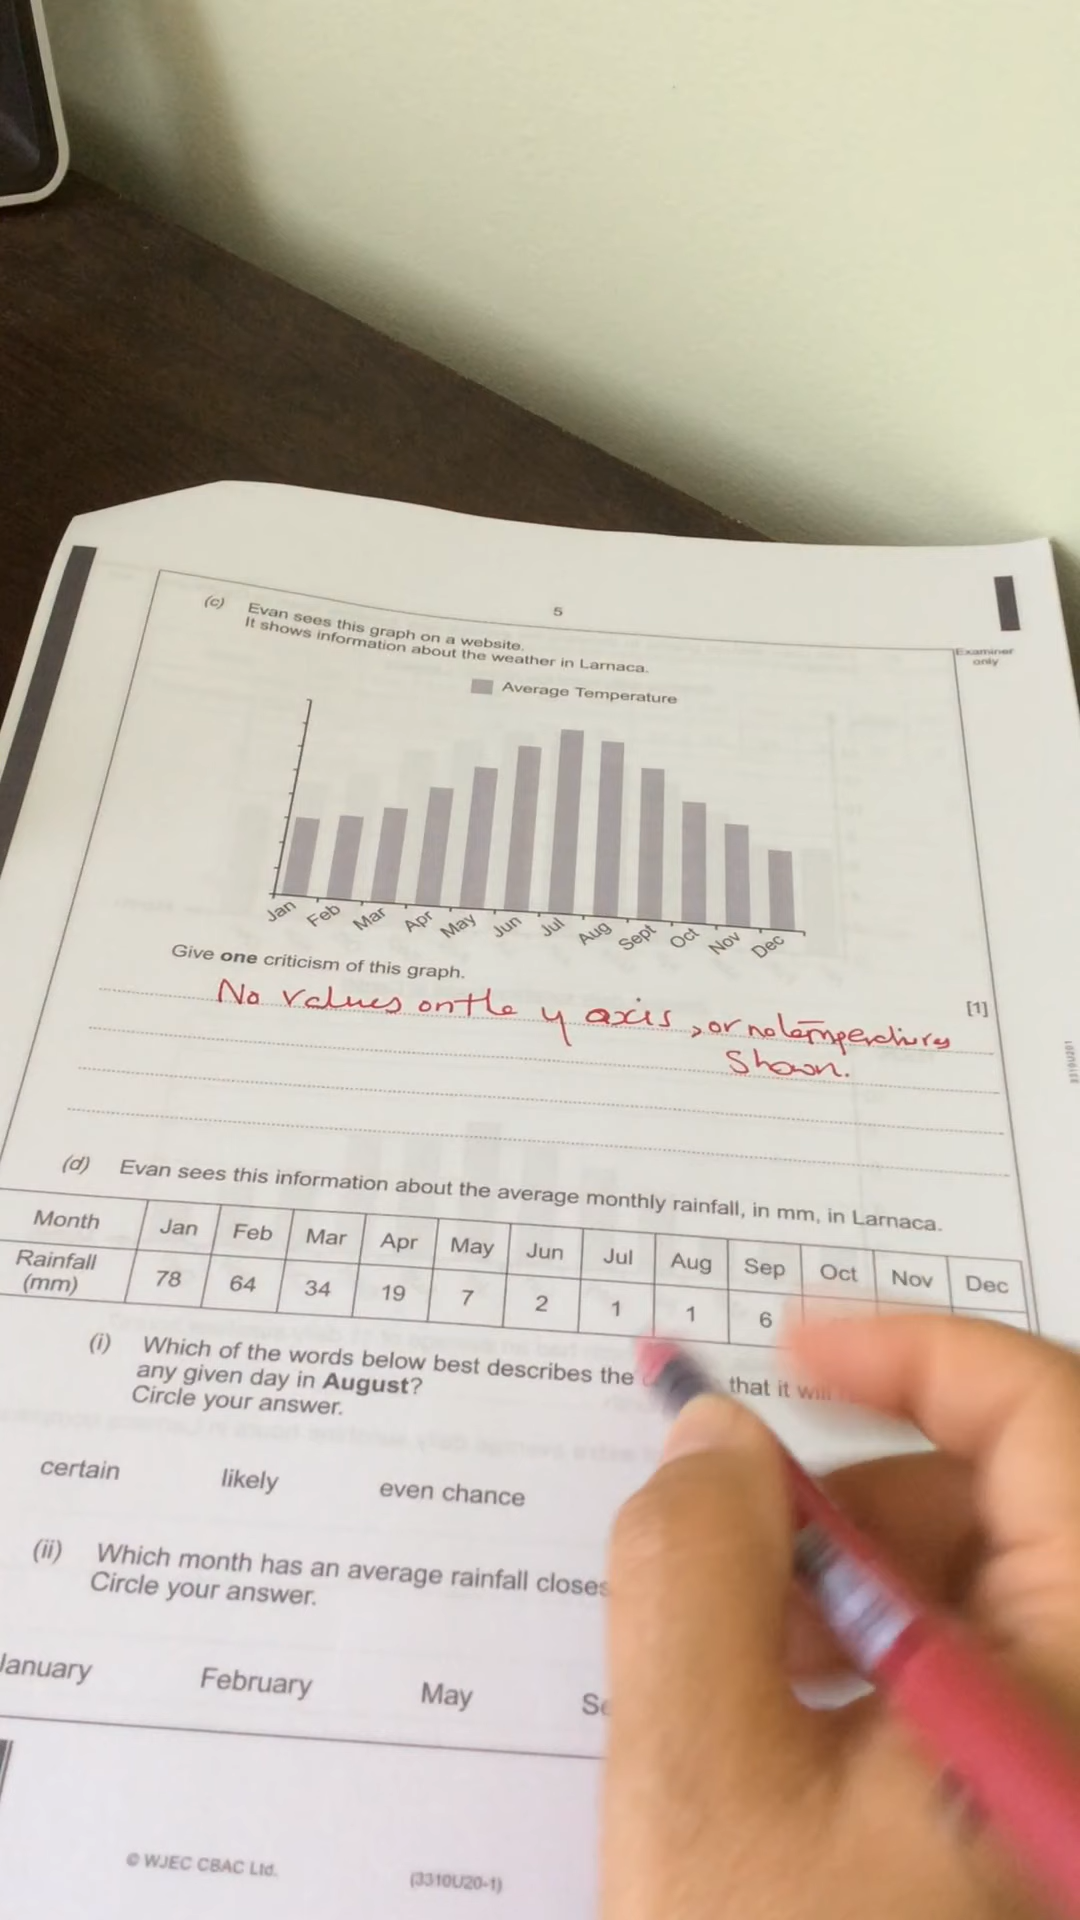 5
Examiner only
(c) Evan sees this graph on a website.
It shows information about the weather in Larnaca.
Average Temperature
Jan Feb Mar Apr May Jun Jul Aug Sept Oct Nov Dec
Give one criticism of this graph.
[1]
No values on the y axis, or no temperatures
shown.
3310U201
(d) Evan sees this information about the average monthly rainfall, in mm, in Larnaca.
Month Jan Feb Mar Apr May Jun Jul Aug Sep Oct Nov Dec
Rainfall (mm) 78 64 34 19 7 2 1 1 6
(i) Which of the words below best describes the that it will
any given day in August?
Circle your answer.
certain likely even chance
(ii) Which month has an average rainfall closes
Circle your answer.
January February May Se
© WJEC CBAC Ltd. (3310U20-1)